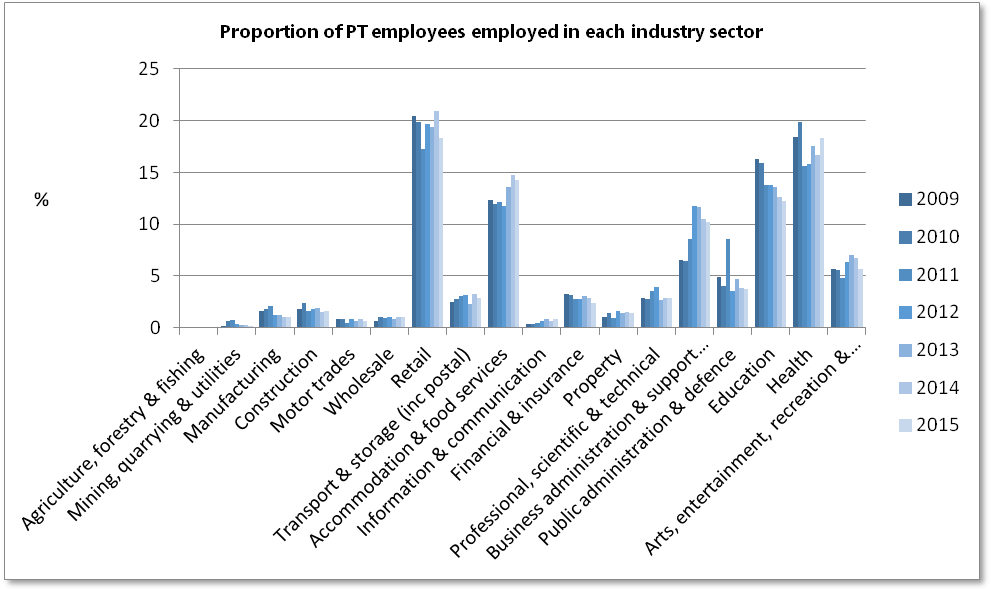 Proportion of PT employees employed in each industry sector
25
20
15
10
5
0
%
Agriculture, forestry & fishing
Mining, quarrying & utilities
Manufacturing
Construction
Motor trades
Wholesale
Retail
Transport & storage (inc postal)
Accommodation & food services
Information & communication
Financial & insurance
Property
Professional, scientific & technical
Business administration & support...
Public administration & defence
Education
Health
Arts, entertainment, recreation &...
2009
2010
2011
2012
2013
2014
2015